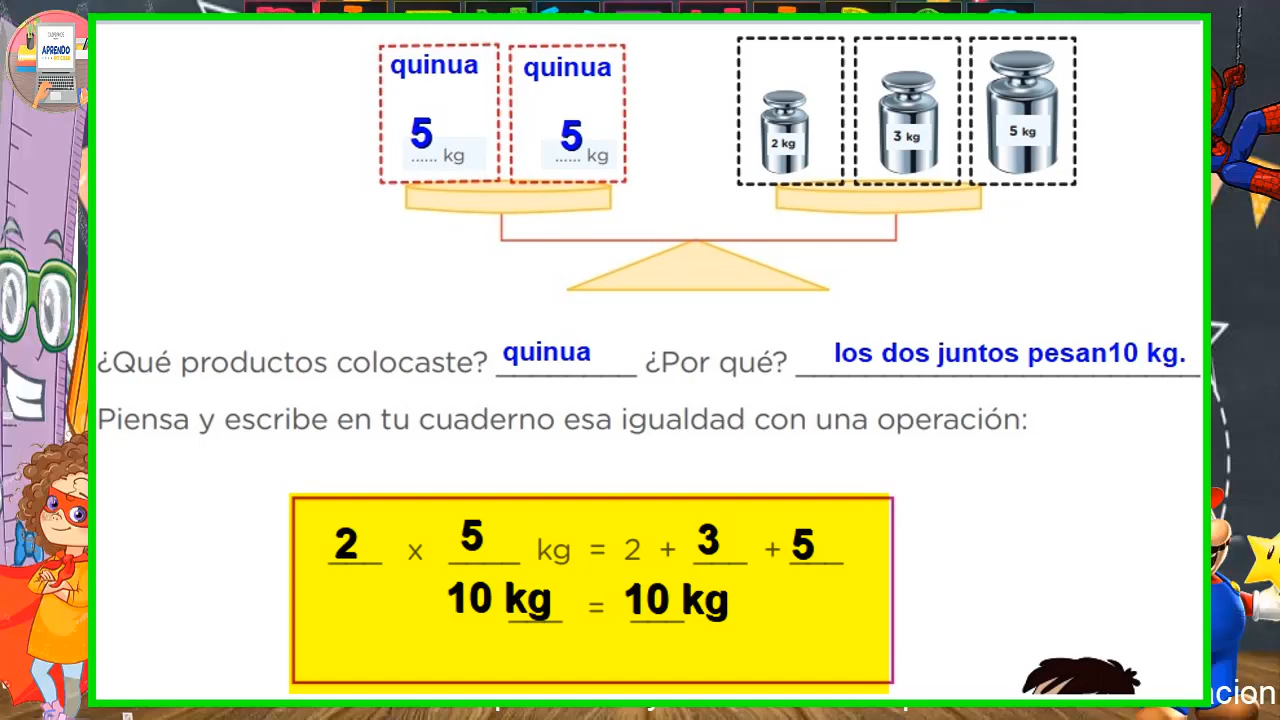 APRENDO
quinua quinua
5 5
...... kg ...... kg
2 kg 3 kg 5 kg
¿Qué productos colocaste? quinua ¿Por qué? los dos juntos pesan10 kg.
Piensa y escribe en tu cuaderno esa igualdad con una operación:
2 x 5 kg = 2 + 3 + 5
10 kg = 10 kg